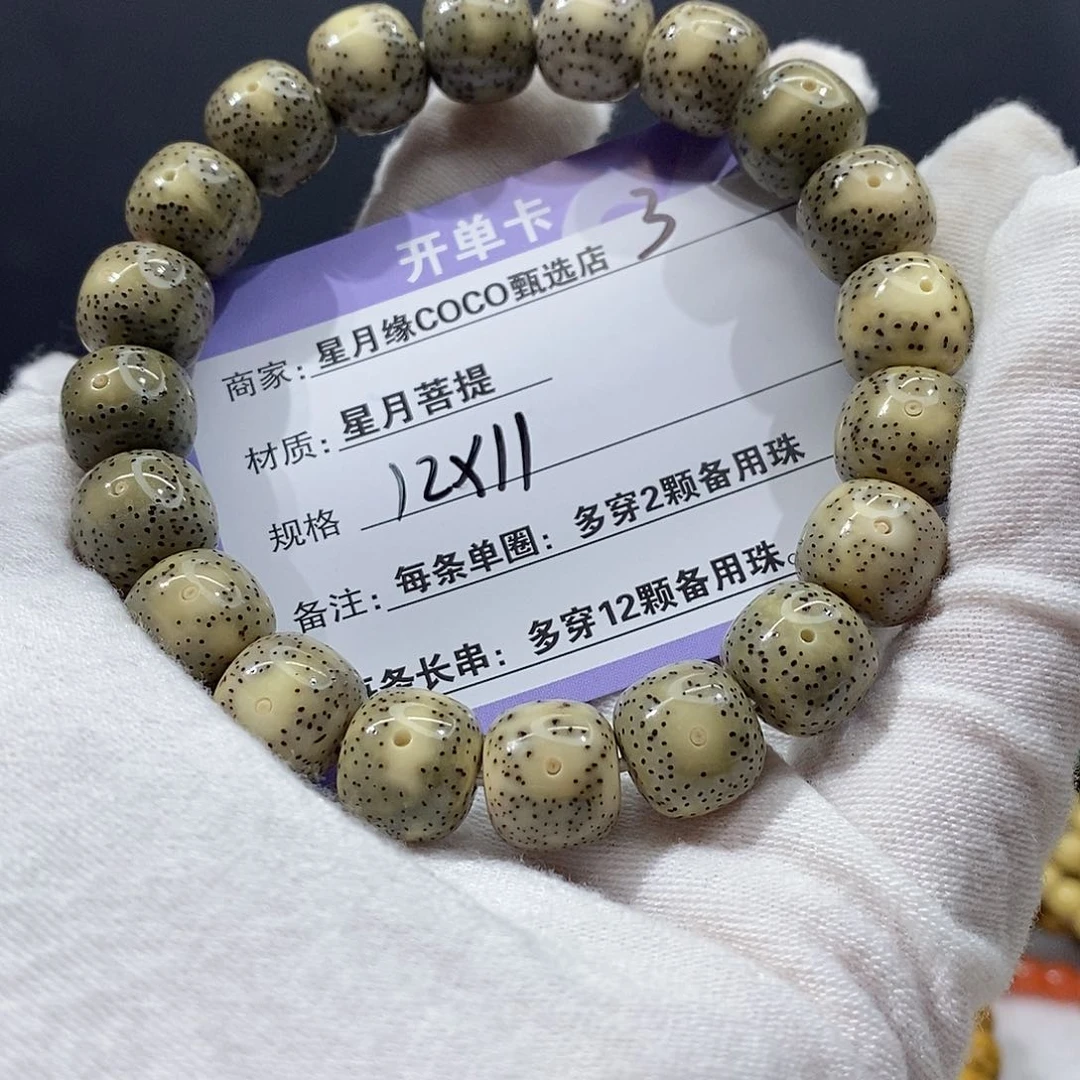 开单卡
3
商家:星月缘COCO甄选店
材质:星月菩提
规格 12X11
备注:每条单圈:多穿2颗备用珠
每条长串:多穿12颗备用珠。